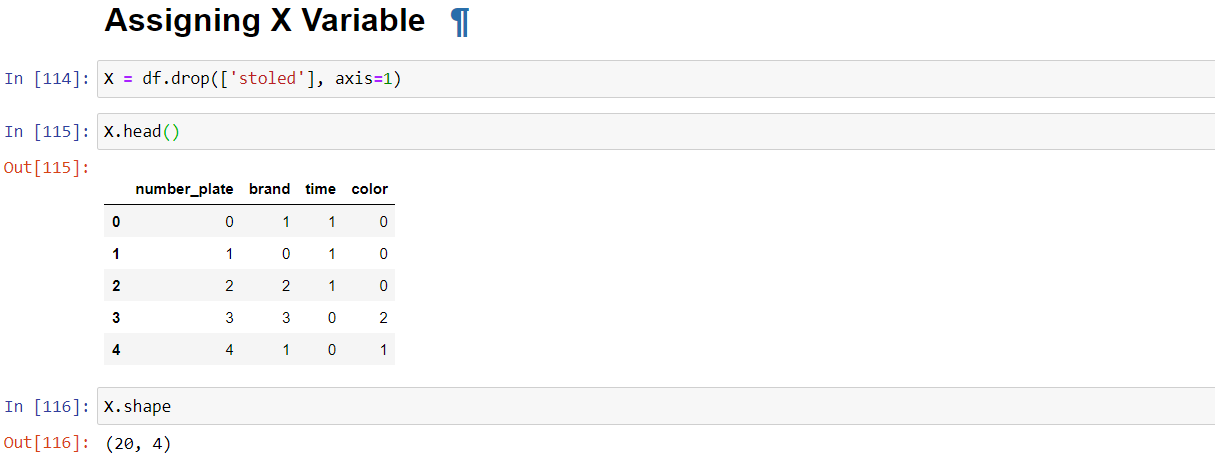 Assigning X Variable ¶
In [114]: X = df.drop(['stoled'], axis=1)
In [115]: X.head()
Out[115]:
number_plate brand time color
0 0 1 1 0
1 1 0 1 0
2 2 2 1 0
3 3 3 0 2
4 4 1 0 1
In [116]: X.shape
Out[116]: (20, 4)